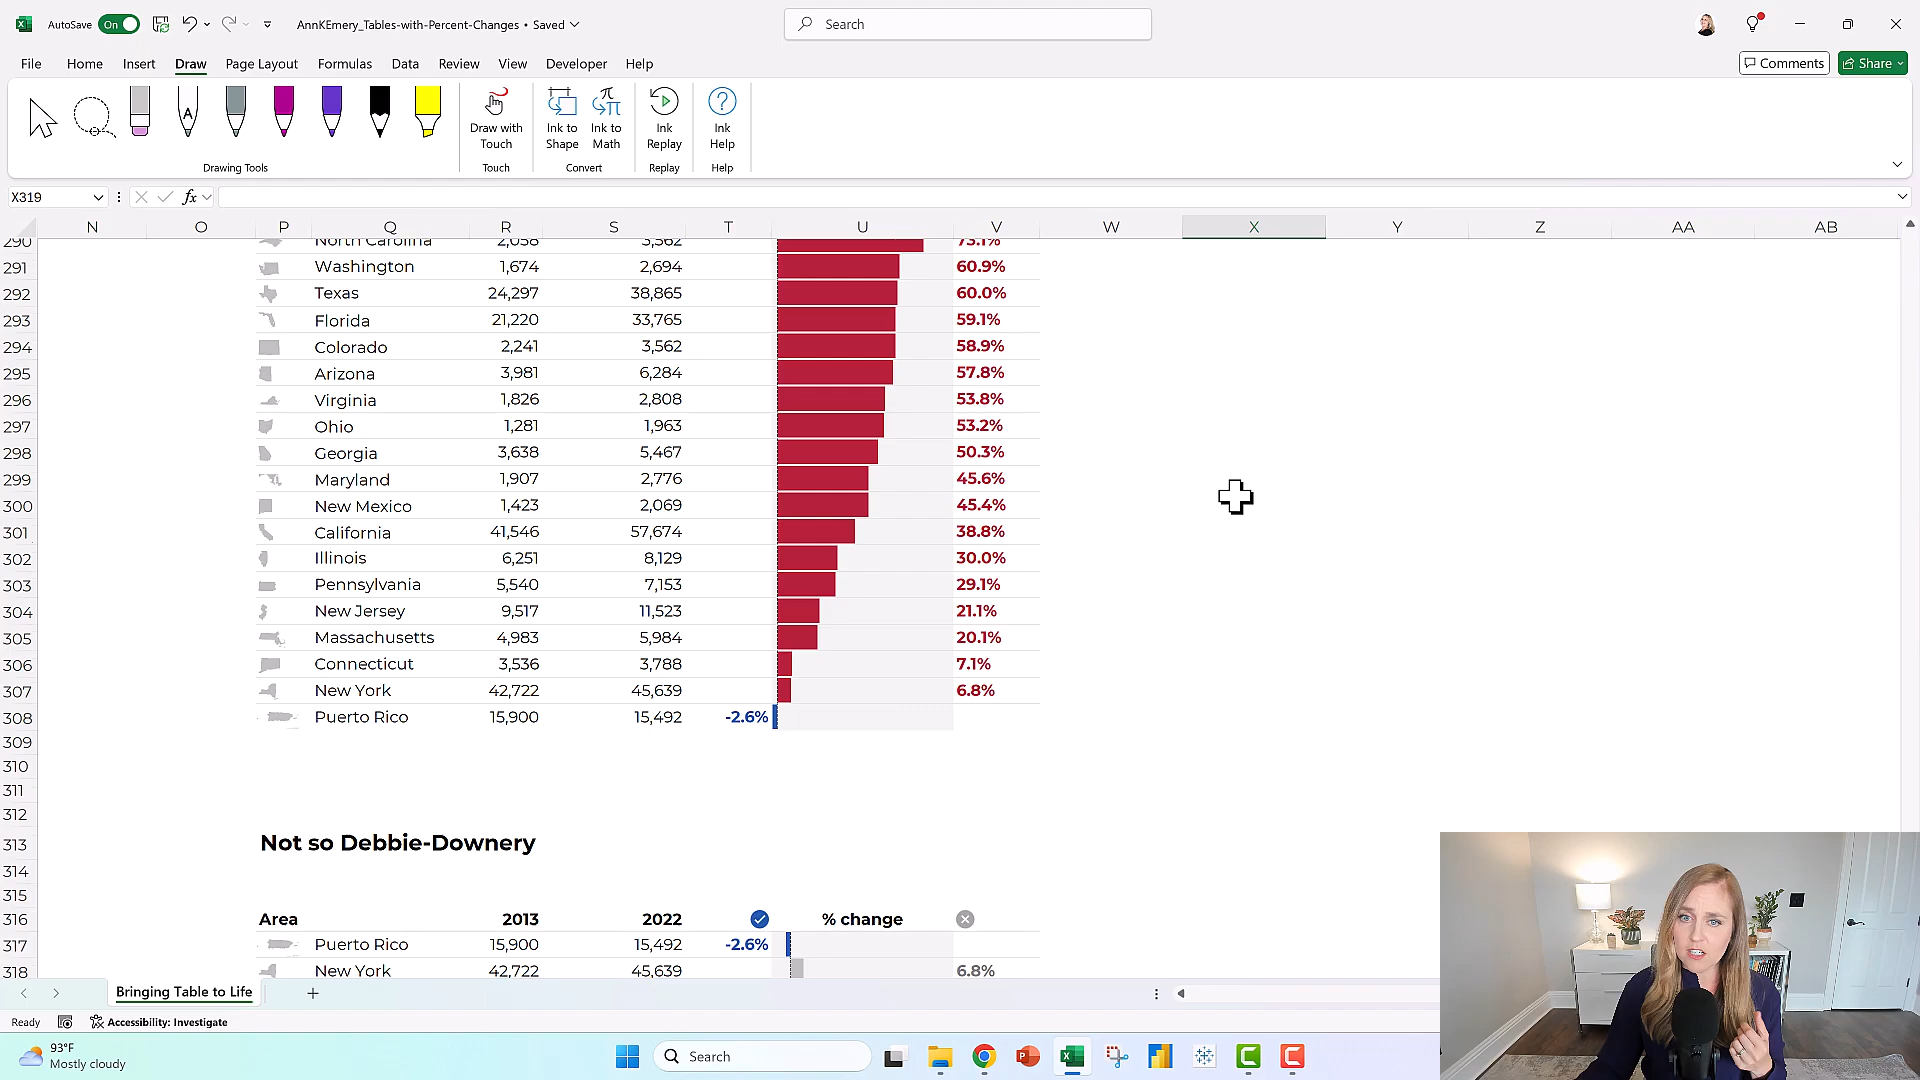 AutoSave On AnnKEmery_Tables-with-Percent-Changes • Saved Search
File Home Insert Draw Page Layout Formulas Data Review View Developer Help Comments Share
A
Draw with Touch
Ink to Shape
Ink to Math
Ink Replay
Ink Help
Drawing Tools Touch Convert Replay Help
X319 fx
N O P Q R S T U V W X Y Z AA AB
290 North Carolina 2,058 3,562 73.1%
291 Washington 1,674 2,694 60.9%
292 Texas 24,297 38,865 60.0%
293 Florida 21,220 33,765 59.1%
294 Colorado 2,241 3,562 58.9%
295 Arizona 3,981 6,284 57.8%
296 Virginia 1,826 2,808 53.8%
297 Ohio 1,281 1,963 53.2%
298 Georgia 3,638 5,467 50.3%
299 Maryland 1,907 2,776 45.6%
300 New Mexico 1,423 2,069 45.4%
301 California 41,546 57,674 38.8%
302 Illinois 6,251 8,129 30.0%
303 Pennsylvania 5,540 7,153 29.1%
304 New Jersey 9,517 11,523 21.1%
305 Massachusetts 4,983 5,984 20.1%
306 Connecticut 3,536 3,788 7.1%
307 New York 42,722 45,639 6.8%
308 Puerto Rico 15,900 15,492 -2.6%
309
310
311
312
313 Not so Debbie-Downery
314
315
316 Area 2013 2022 % change
317 Puerto Rico 15,900 15,492 -2.6%
318 New York 42,722 45,639 6.8%
Bringing Table to Life
Ready Accessibility: Investigate
93°F
Mostly cloudy
Search